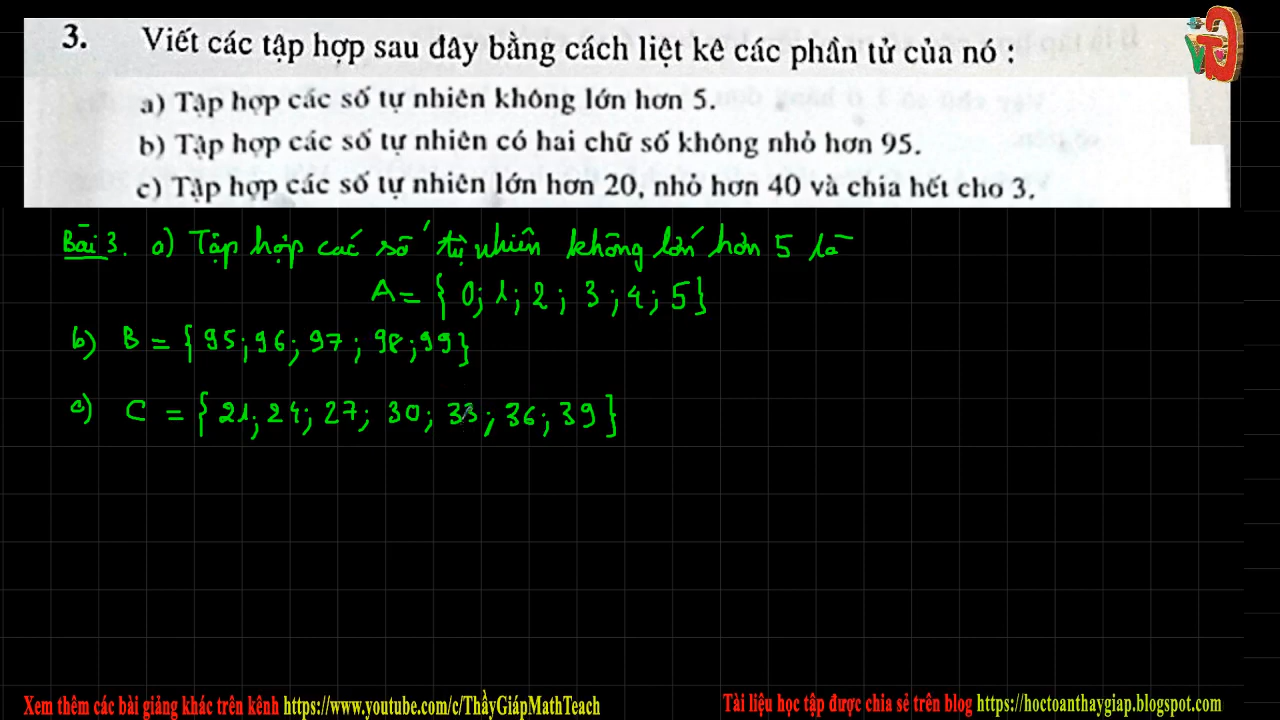 3. Viết các tập hợp sau đây bằng cách liệt kê các phần tử của nó :
a) Tập hợp các số tự nhiên không lớn hơn 5.
b) Tập hợp các số tự nhiên có hai chữ số không nhỏ hơn 95.
c) Tập hợp các số tự nhiên lớn hơn 20, nhỏ hơn 40 và chia hết cho 3.
Bài 3. a) Tập hợp các số tự nhiên không lớn hơn 5 là
A = { 0; 1; 2; 3; 4; 5}
b) B = {95; 96; 97; 98; 99}
c) C = { 21; 24; 27; 30; 33; 36; 39}
Xem thêm các bài giảng khác trên kênh https://www.youtube.com/c/ThầyGiápMathTeach
Tài liệu học tập được chia sẻ trên blog https://hoctoanthaygiap.blogspot.com